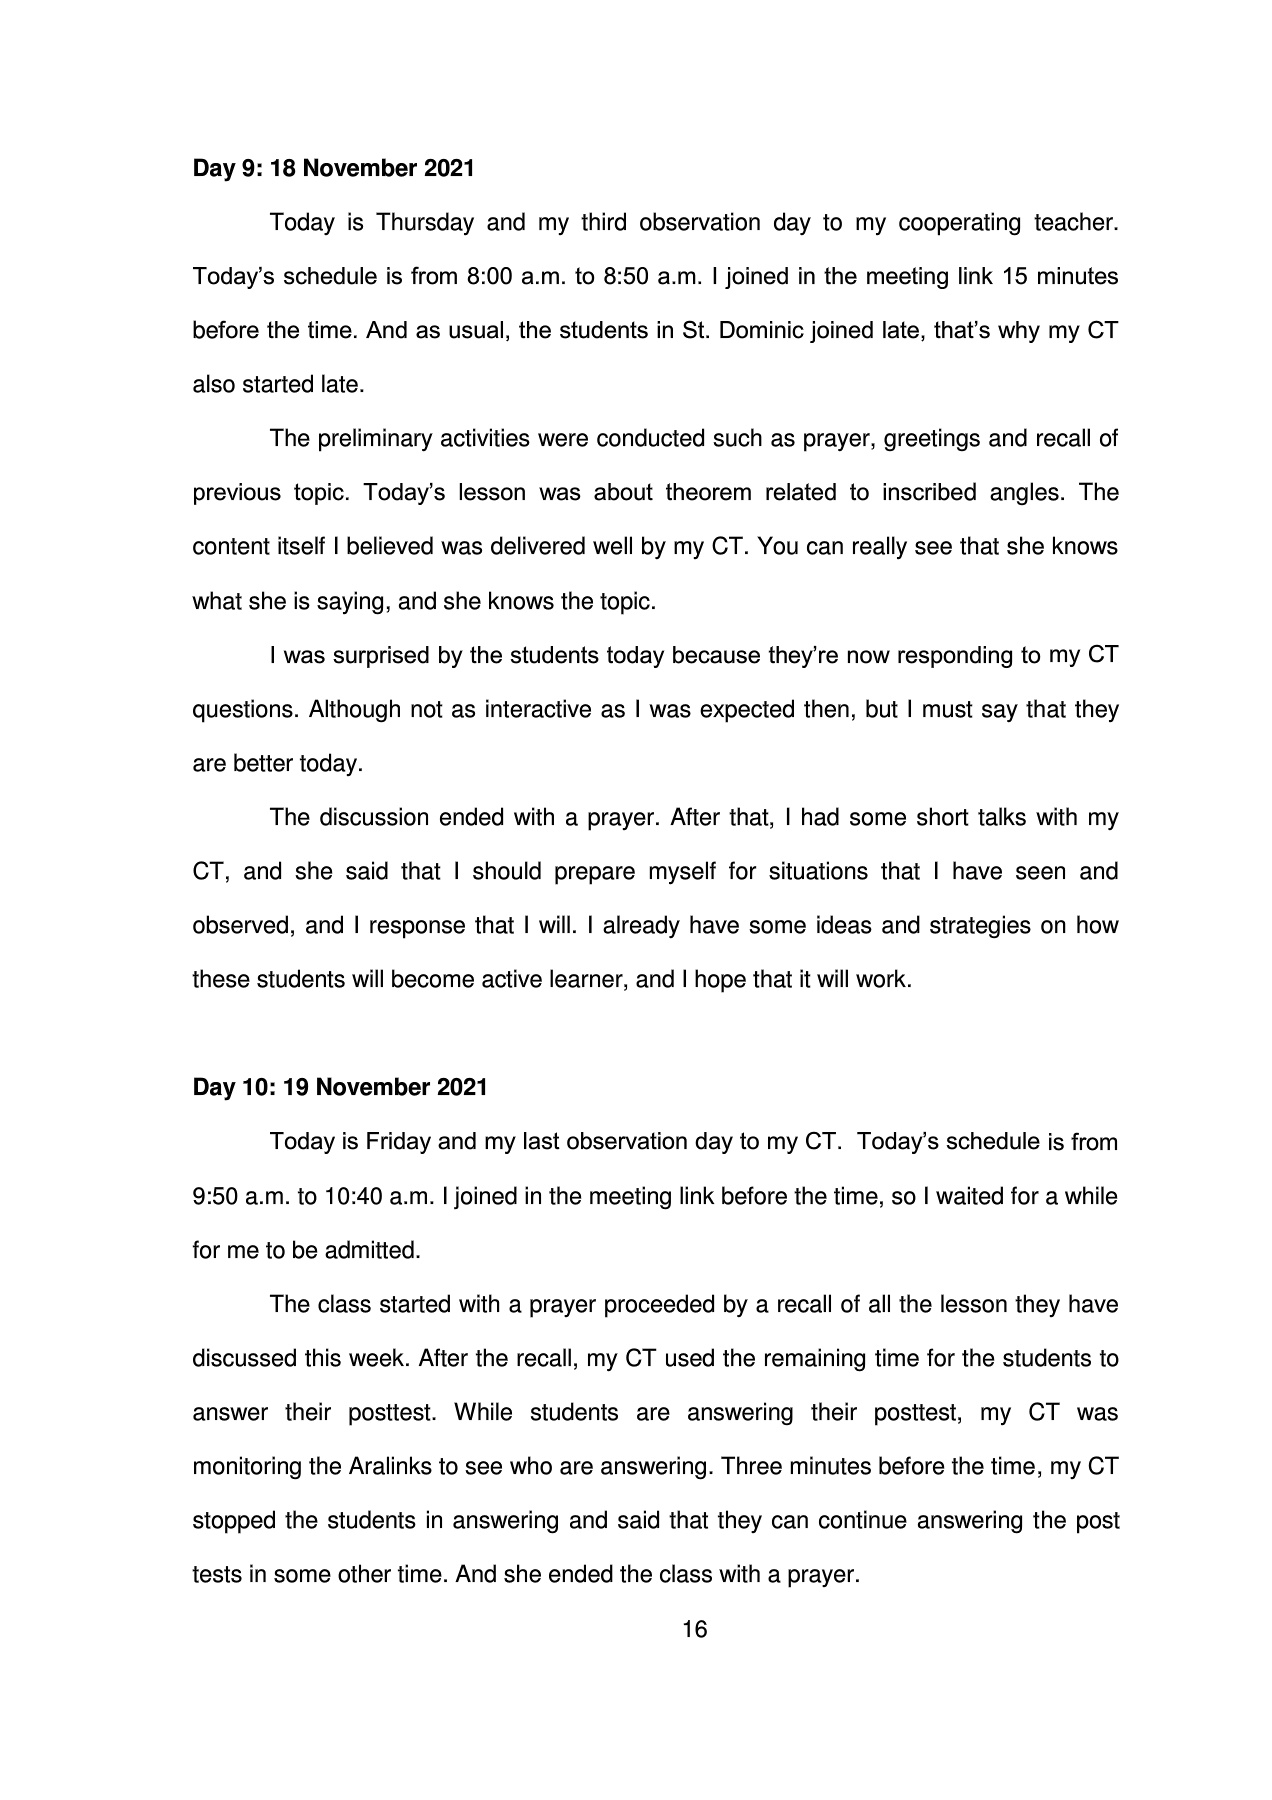 Day 9: 18 November 2021
Today is Thursday and my third observation day to my cooperating teacher.
Today’s schedule is from 8:00 a.m. to 8:50 a.m. I joined in the meeting link 15 minutes
before the time. And as usual, the students in St. Dominic joined late, that’s why my CT
also started late.
The preliminary activities were conducted such as prayer, greetings and recall of
previous topic. Today’s lesson was about theorem related to inscribed angles. The
content itself I believed was delivered well by my CT. You can really see that she knows
what she is saying, and she knows the topic.
I was surprised by the students today because they’re now responding to my CT
questions. Although not as interactive as I was expected then, but I must say that they
are better today.
The discussion ended with a prayer. After that, I had some short talks with my
CT, and she said that I should prepare myself for situations that I have seen and
observed, and I response that I will. I already have some ideas and strategies on how
these students will become active learner, and I hope that it will work.
Day 10: 19 November 2021
Today is Friday and my last observation day to my CT.  Today’s schedule is from
9:50 a.m. to 10:40 a.m. I joined in the meeting link before the time, so I waited for a while
for me to be admitted.
The class started with a prayer proceeded by a recall of all the lesson they have
discussed this week. After the recall, my CT used the remaining time for the students to
answer their posttest. While students are answering their posttest, my CT was
monitoring the Aralinks to see who are answering. Three minutes before the time, my CT
stopped the students in answering and said that they can continue answering the post
tests in some other time. And she ended the class with a prayer.
16